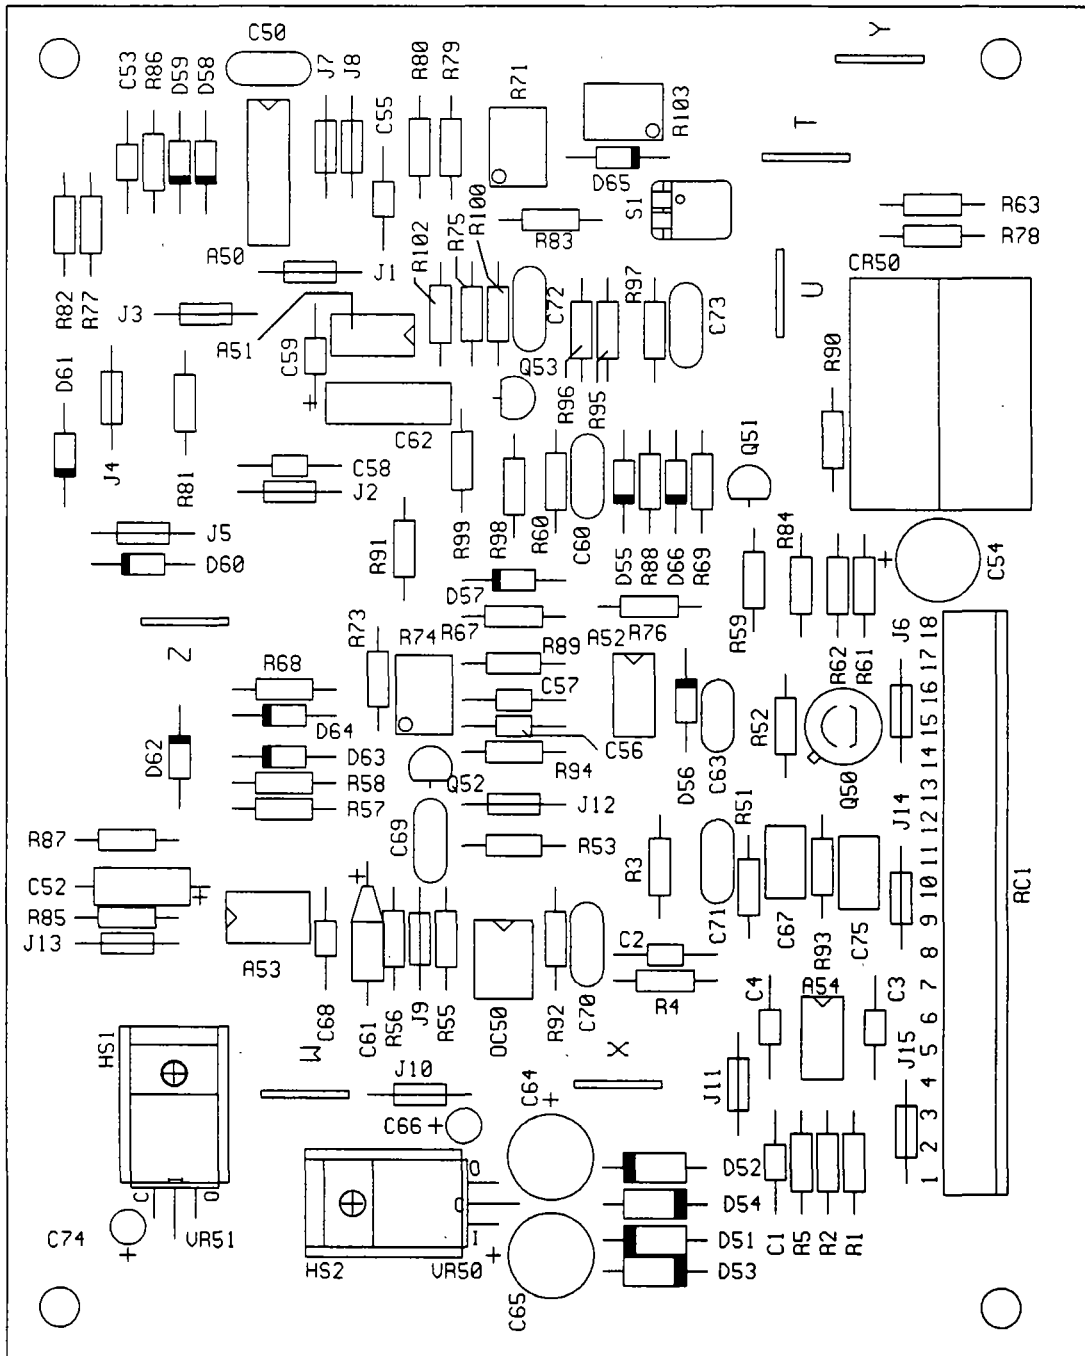 C50
Y
C53
R86
D59
D58
J7
J8
C55
R80
R79
R71
R103
T
D65
S1
R63
R78
R83
R82
R77
A50
J1
R102
R75
R100
C72
R97
C73
U
CR50
J3
A51
C59
D61
J4
R81
+
C62
Q53
R96
R95
R90
C58
J2
R99
R98
R60
C60
D55
R88
D66
R69
Q51
R84
+
C54
J5
D60
R91
D57
R67
R76
R59
R62
R61
J6
18
17
16
15
14
13
12
11
10
9
8
7
6
5
4
3
2
1
RC1
Z
R68
R73
R74
R89
A52
C57
D64
D62
D63
R58
R57
C56
R94
Q52
D56
C63
R52
Q50
J12
R87
C69
R53
R3
C71
R51
C67
R93
C75
J14
C52
+
R85
J13
A53
C68
+
C61
R56
J9
R55
OC50
R92
C70
C2
R4
C4
A54
C3
J15
HS1
W
X
J10
J11
C66
+
C64
+
C
I
O
VR51
C74
+
HS2
O
C
I
VR50
+
C65
D52
D54
D51
D53
C1
R5
R2
R1